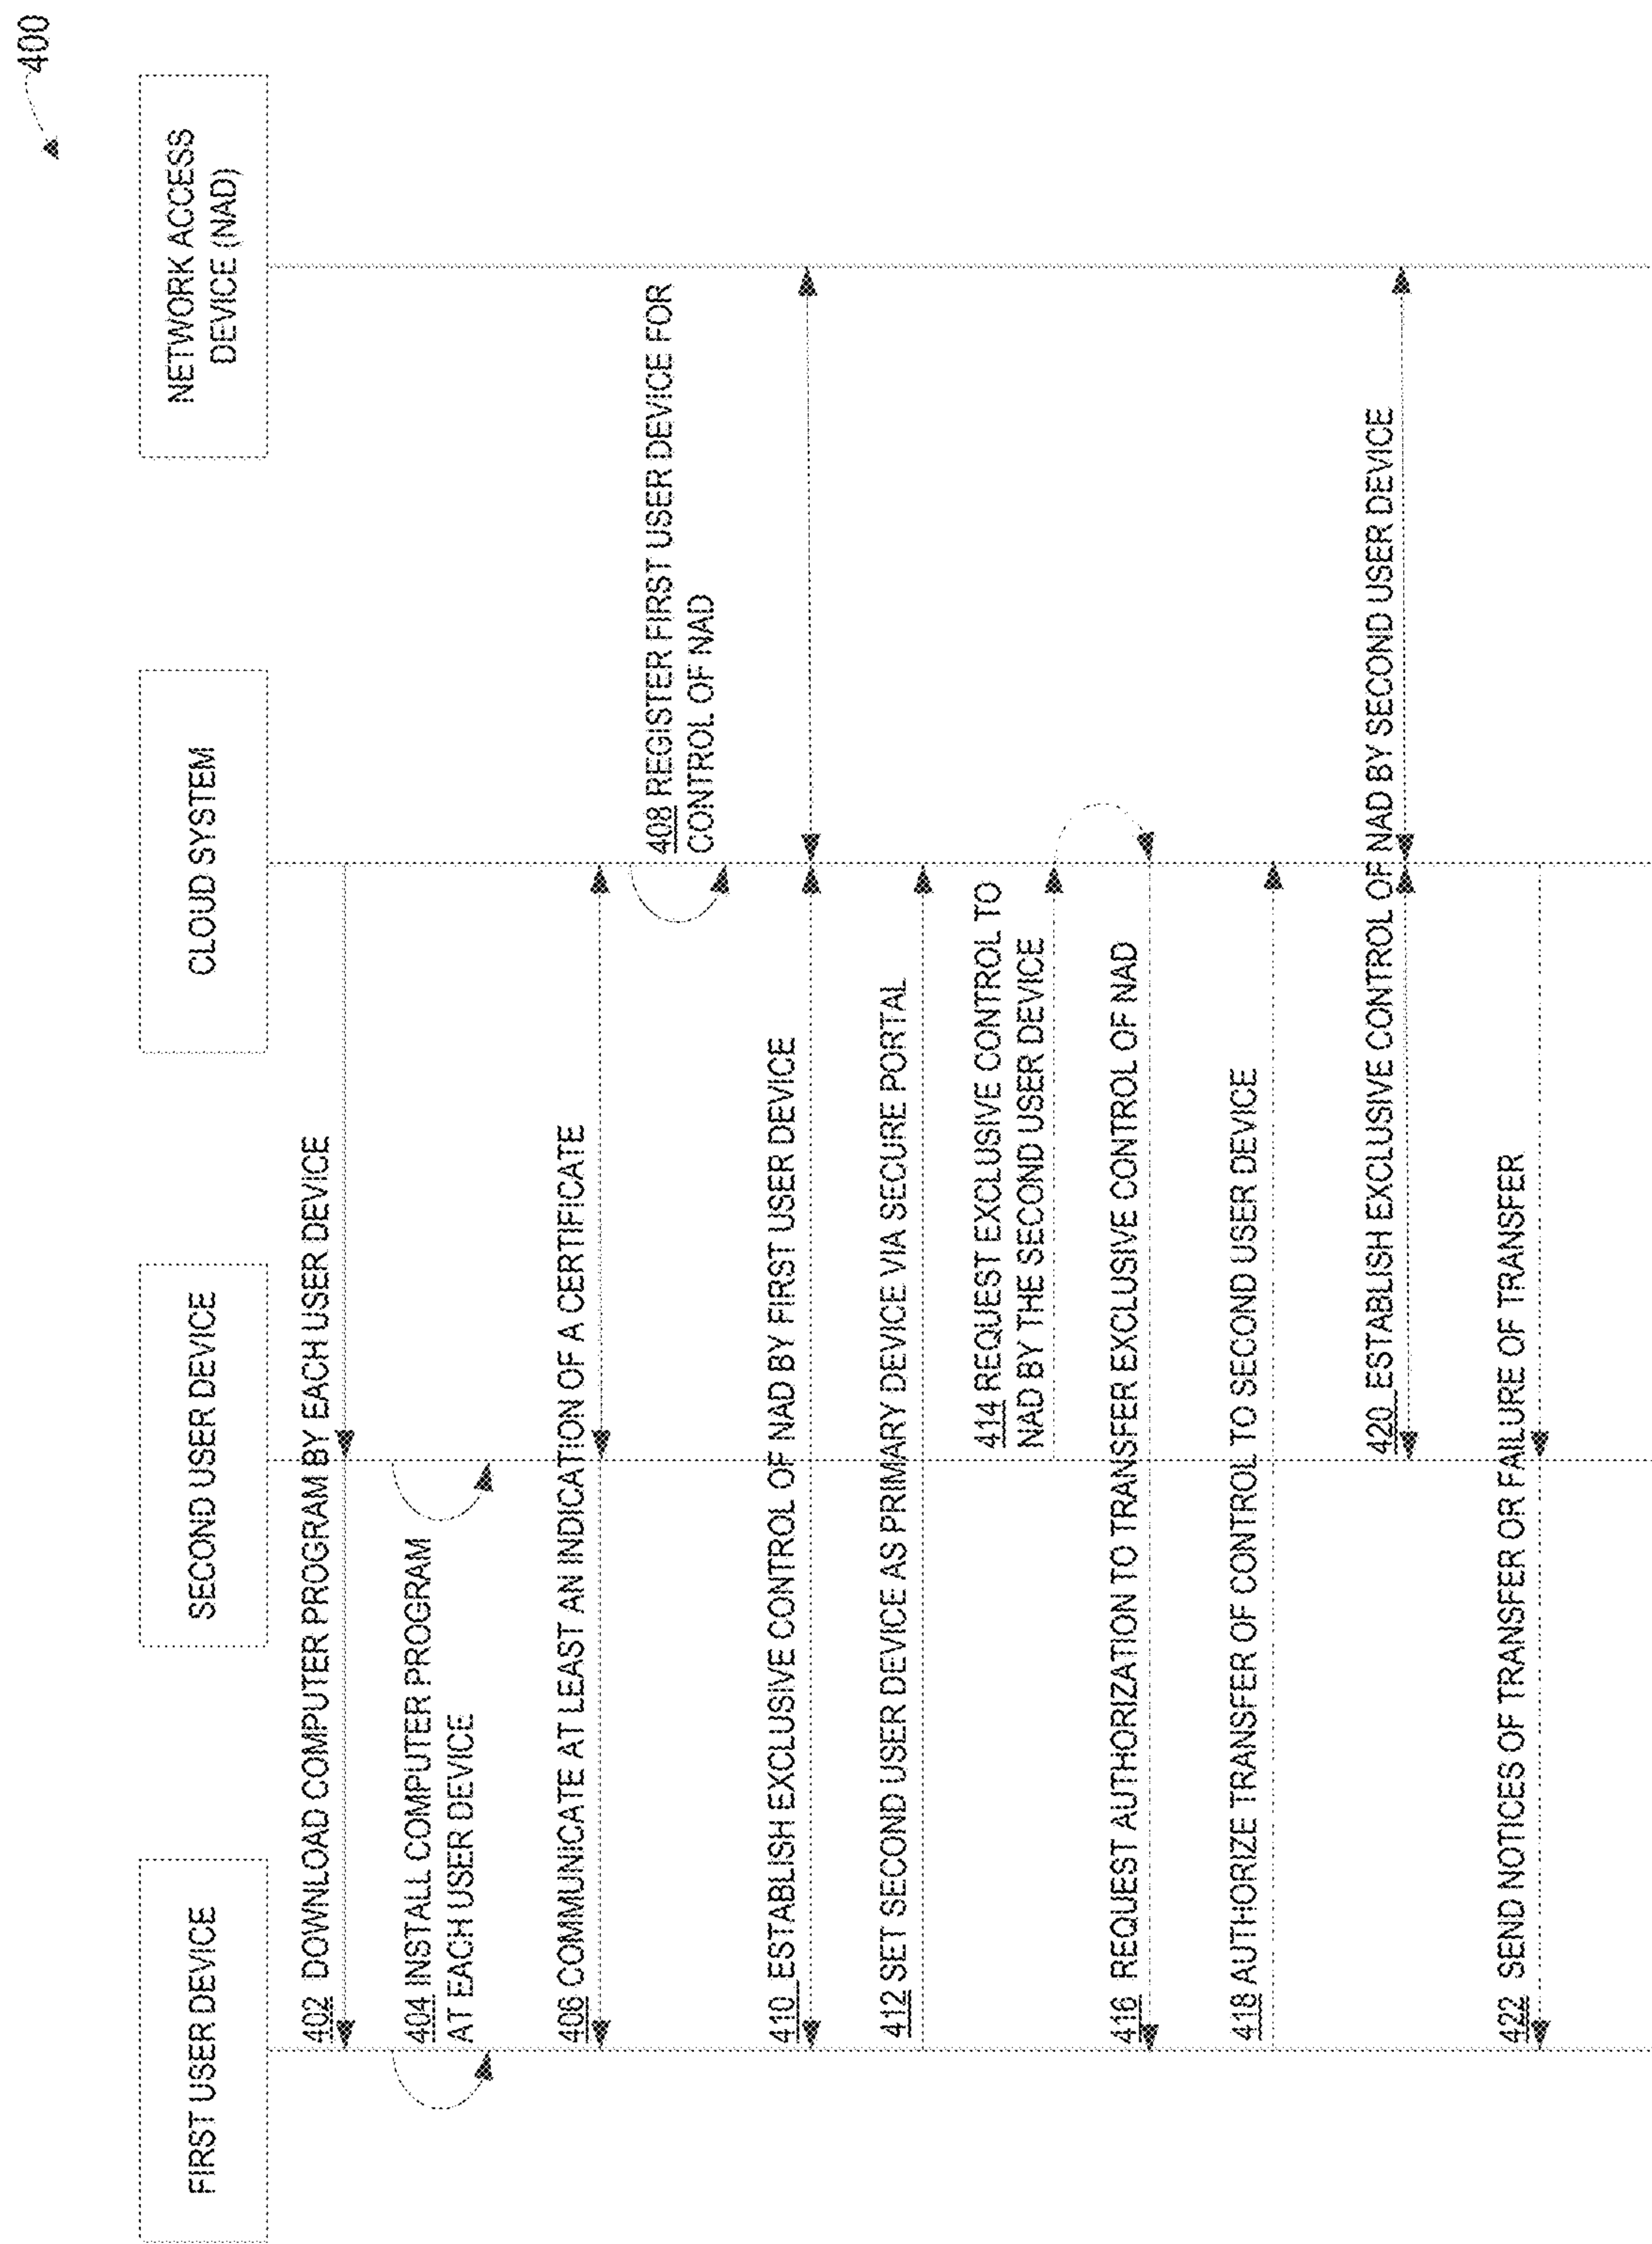 400
FIRST USER DEVICE
SECOND USER DEVICE
CLOUD SYSTEM
NETWORK ACCESS
DEVICE (NAD)
402 DOWNLOAD COMPUTER PROGRAM BY EACH USER DEVICE
404 INSTALL COMPUTER PROGRAM
AT EACH USER DEVICE
406 COMMUNICATE AT LEAST AN INDICATION OF A CERTIFICATE
408 REGISTER FIRST USER DEVICE FOR
CONTROL OF NAD
410 ESTABLISH EXCLUSIVE CONTROL OF NAD BY FIRST USER DEVICE
412 SET SECOND USER DEVICE AS PRIMARY DEVICE VIA SECURE PORTAL
414 REQUEST EXCLUSIVE CONTROL TO
NAD BY THE SECOND USER DEVICE
416 REQUEST AUTHORIZATION TO TRANSFER EXCLUSIVE CONTROL OF NAD
418 AUTHORIZE TRANSFER OF CONTROL TO SECOND USER DEVICE
420 ESTABLISH EXCLUSIVE CONTROL OF NAD BY SECOND USER DEVICE
422 SEND NOTICES OF TRANSFER OR FAILURE OF TRANSFER